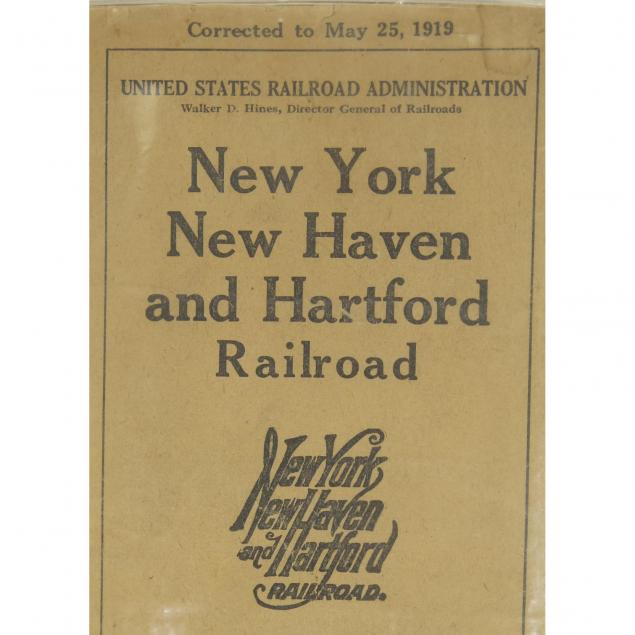 Corrected to May 25, 1919
UNITED STATES RAILROAD ADMINISTRATION
Walker D. Hines, Director General of Railroads
New York
New Haven
and Hartford
Railroad
New York,
New Haven
and Hartford
RAILROAD.